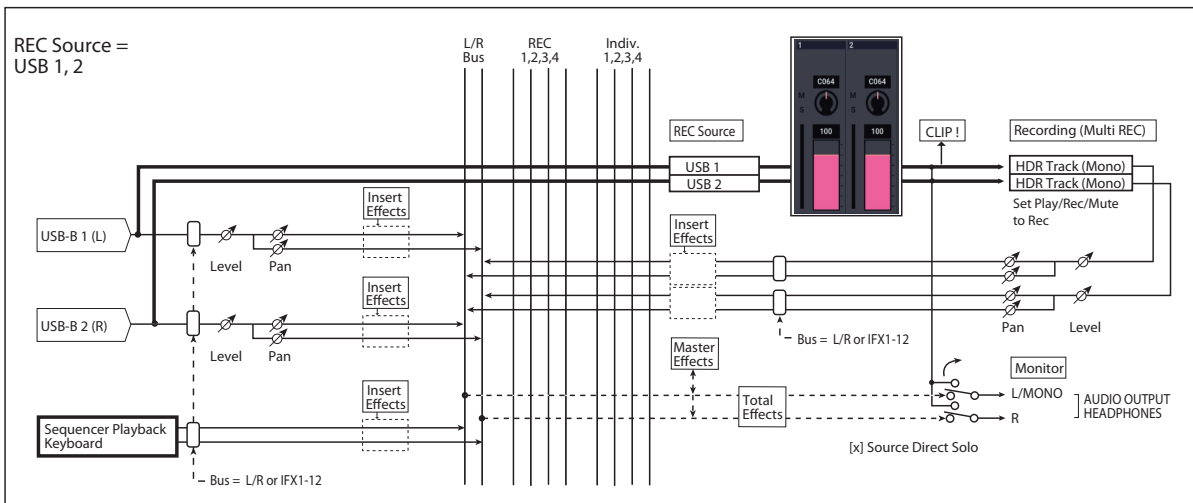 REC Source =
USB 1, 2
L/R
Bus
REC
1,2,3,4
Indiv.
1,2,3,4
1
2
C064
C064
M
S
M
S
100
100
REC Source
CLIP !
Recording (Multi REC)
USB 1
USB 2
HDR Track (Mono)
HDR Track (Mono)
Set Play/Rec/Mute
to Rec
USB-B 1 (L)
Level
Pan
Insert
Effects
Insert
Effects
USB-B 2 (R)
Level
Pan
Insert
Effects
Pan
Level
Bus = L/R or IFX1-12
Master
Effects
Monitor
Total
Effects
L/MONO
R
AUDIO OUTPUT
HEADPHONES
[x] Source Direct Solo
Sequencer Playback
Keyboard
Insert
Effects
Bus = L/R or IFX1-12